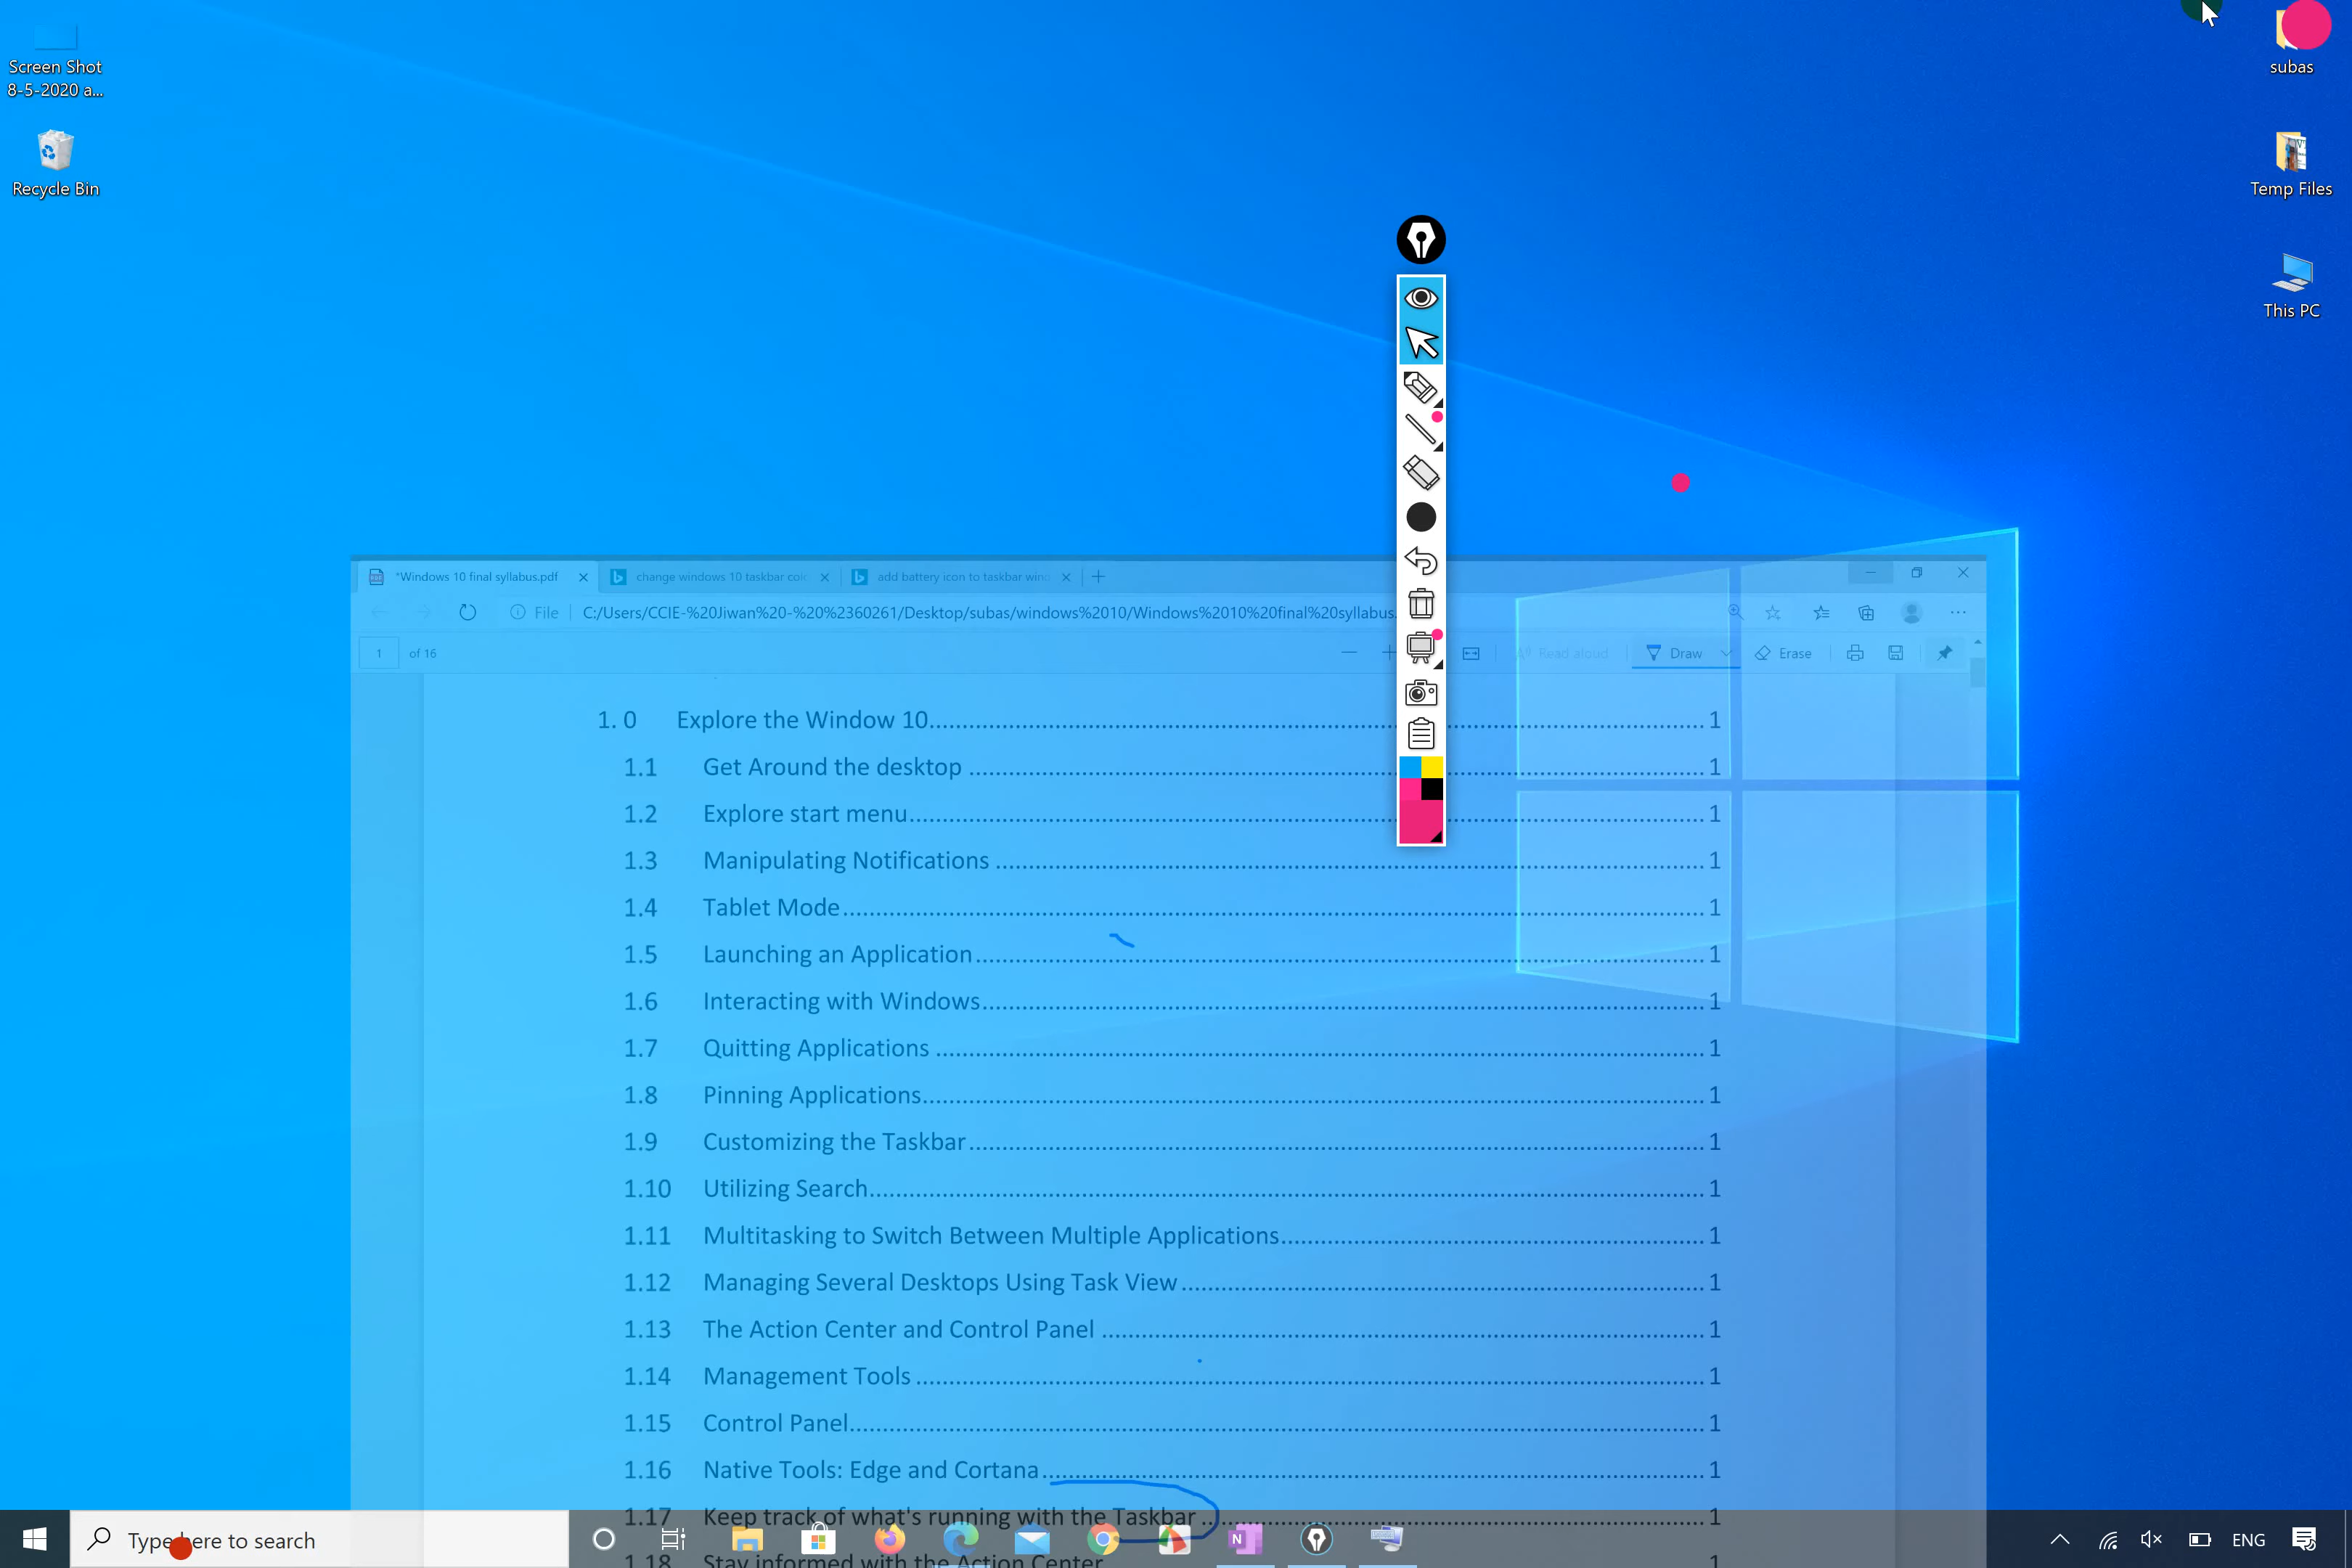 Screen Shot
8-5-2020 a...
Recycle Bin
subas
Temp Files
This PC
*Windows 10 final syllabus.pdf
change windows 10 taskbar colo
add battery icon to taskbar wind
File C:/Users/CCIE-%20Jiwan%20-%20%2360261/Desktop/subas/windows%2010/Windows%2010%20final%20syllabus.
1 of 16 Read aloud Draw Erase
1. 0 Explore the Window 10 1
1.1 Get Around the desktop 1
1.2 Explore start menu 1
1.3 Manipulating Notifications 1
1.4 Tablet Mode 1
1.5 Launching an Application 1
1.6 Interacting with Windows 1
1.7 Quitting Applications 1
1.8 Pinning Applications 1
1.9 Customizing the Taskbar 1
1.10 Utilizing Search 1
1.11 Multitasking to Switch Between Multiple Applications 1
1.12 Managing Several Desktops Using Task View 1
1.13 The Action Center and Control Panel 1
1.14 Management Tools 1
1.15 Control Panel 1
1.16 Native Tools: Edge and Cortana 1
1.17 Keep track of what's running with the Taskbar 1
1.18 Stay informed with the Action Center 1
Type here to search
N
ENG